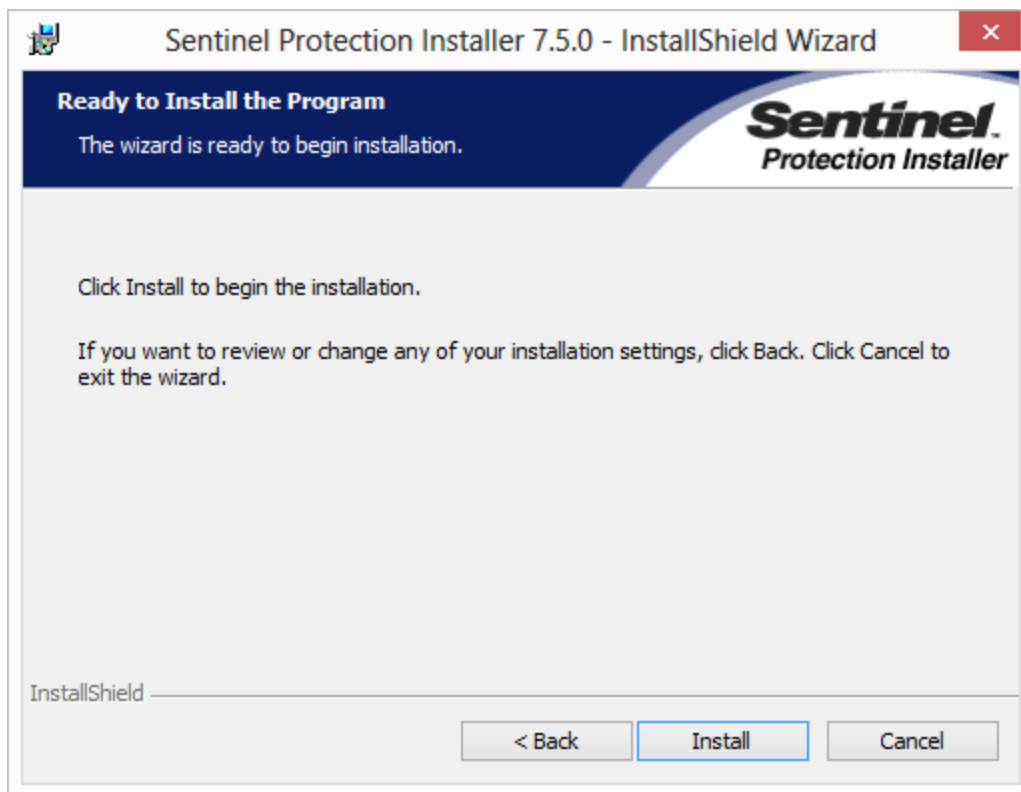 Sentinel Protection Installer 7.5.0 - InstallShield Wizard
Ready to Install the Program
The wizard is ready to begin installation.
Sentinel™
Protection Installer
Click Install to begin the installation.
If you want to review or change any of your installation settings, click Back. Click Cancel to
exit the wizard.
InstallShield
< Back
Install
Cancel